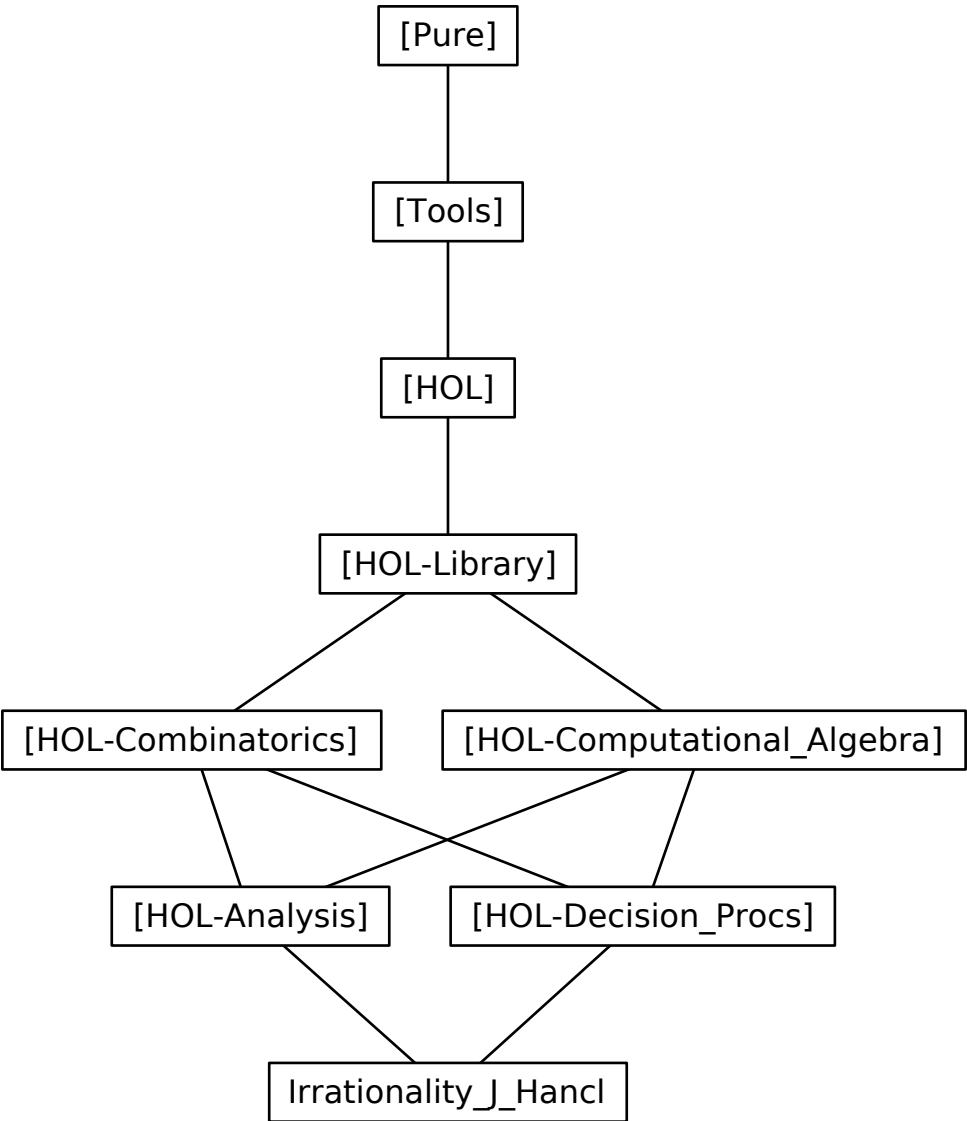 [Pure]
[Tools]
[HOL]
[HOL-Library]
[HOL-Combinatorics]
[HOL-Computational_Algebra]
[HOL-Analysis]
[HOL-Decision_Procs]
Irrationality_J_Hancl